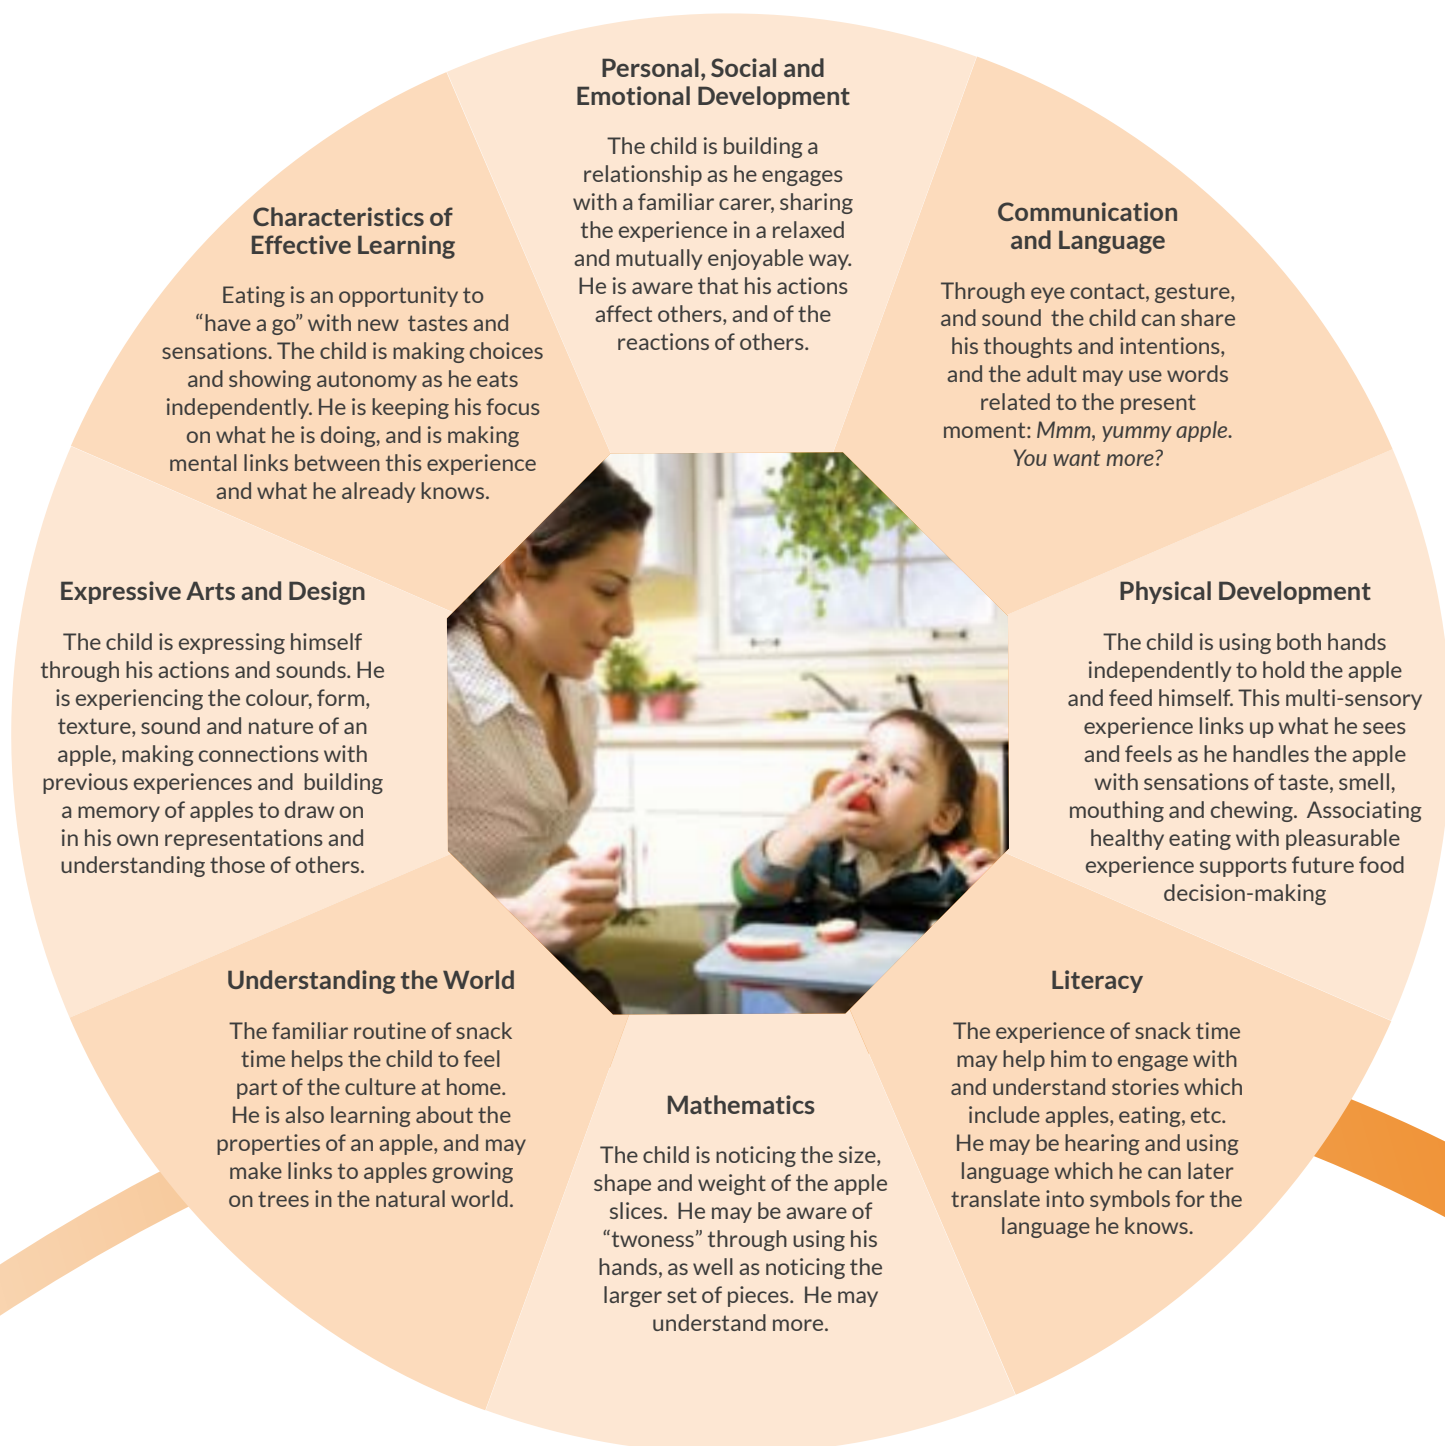 Personal, Social and
Emotional Development
The child is building a
relationship as he engages
with a familiar carer, sharing
the experience in a relaxed
and mutually enjoyable way.
He is aware that his actions
affect others, and of the
reactions of others.
Communication
and Language
Through eye contact, gesture,
and sound the child can share
his thoughts and intentions,
and the adult may use words
related to the present
moment: Mmm, yummy apple.
You want more?
Physical Development
The child is using both hands
independently to hold the apple
and feed himself. This multi-sensory
experience links up what he sees
and feels as he handles the apple
with sensations of taste, smell,
mouthing and chewing. Associating
healthy eating with pleasurable
experience supports future food
decision-making
Literacy
The experience of snack time
may help him to engage with
and understand stories which
include apples, eating, etc.
He may be hearing and using
language which he can later
translate into symbols for the
language he knows.
Mathematics
The child is noticing the size,
shape and weight of the apple
slices. He may be aware of
“twoness” through using his
hands, as well as noticing the
larger set of pieces. He may
understand more.
Understanding the World
The familiar routine of snack
time helps the child to feel
part of the culture at home.
He is also learning about the
properties of an apple, and may
make links to apples growing
on trees in the natural world.
Expressive Arts and Design
The child is expressing himself
through his actions and sounds. He
is experiencing the colour, form,
texture, sound and nature of an
apple, making connections with
previous experiences and building
a memory of apples to draw on
in his own representations and
understanding those of others.
Characteristics of
Effective Learning
Eating is an opportunity to
“have a go” with new tastes and
sensations. The child is making choices
and showing autonomy as he eats
independently. He is keeping his focus
on what he is doing, and is making
mental links between this experience
and what he already knows.